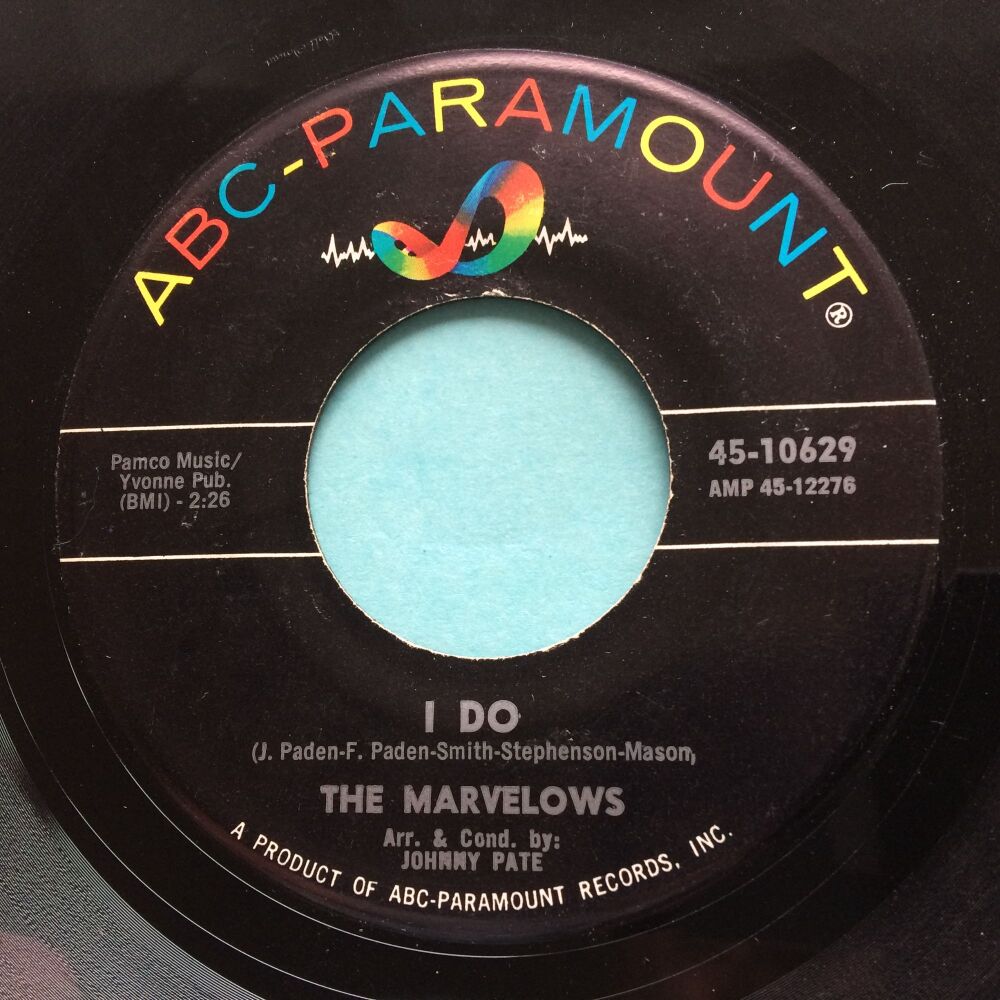 ABC-PARAMOUNT®
Pamco Music/
Yvonne Pub.
(BMI) - 2:26
45-10629
AMP 45-12276
I DO
(J. Paden-F. Paden-Smith-Stephenson-Mason)
THE MARVELOWS
Arr. & Cond. by:
JOHNNY PATE
A PRODUCT OF ABC-PARAMOUNT RECORDS, INC.